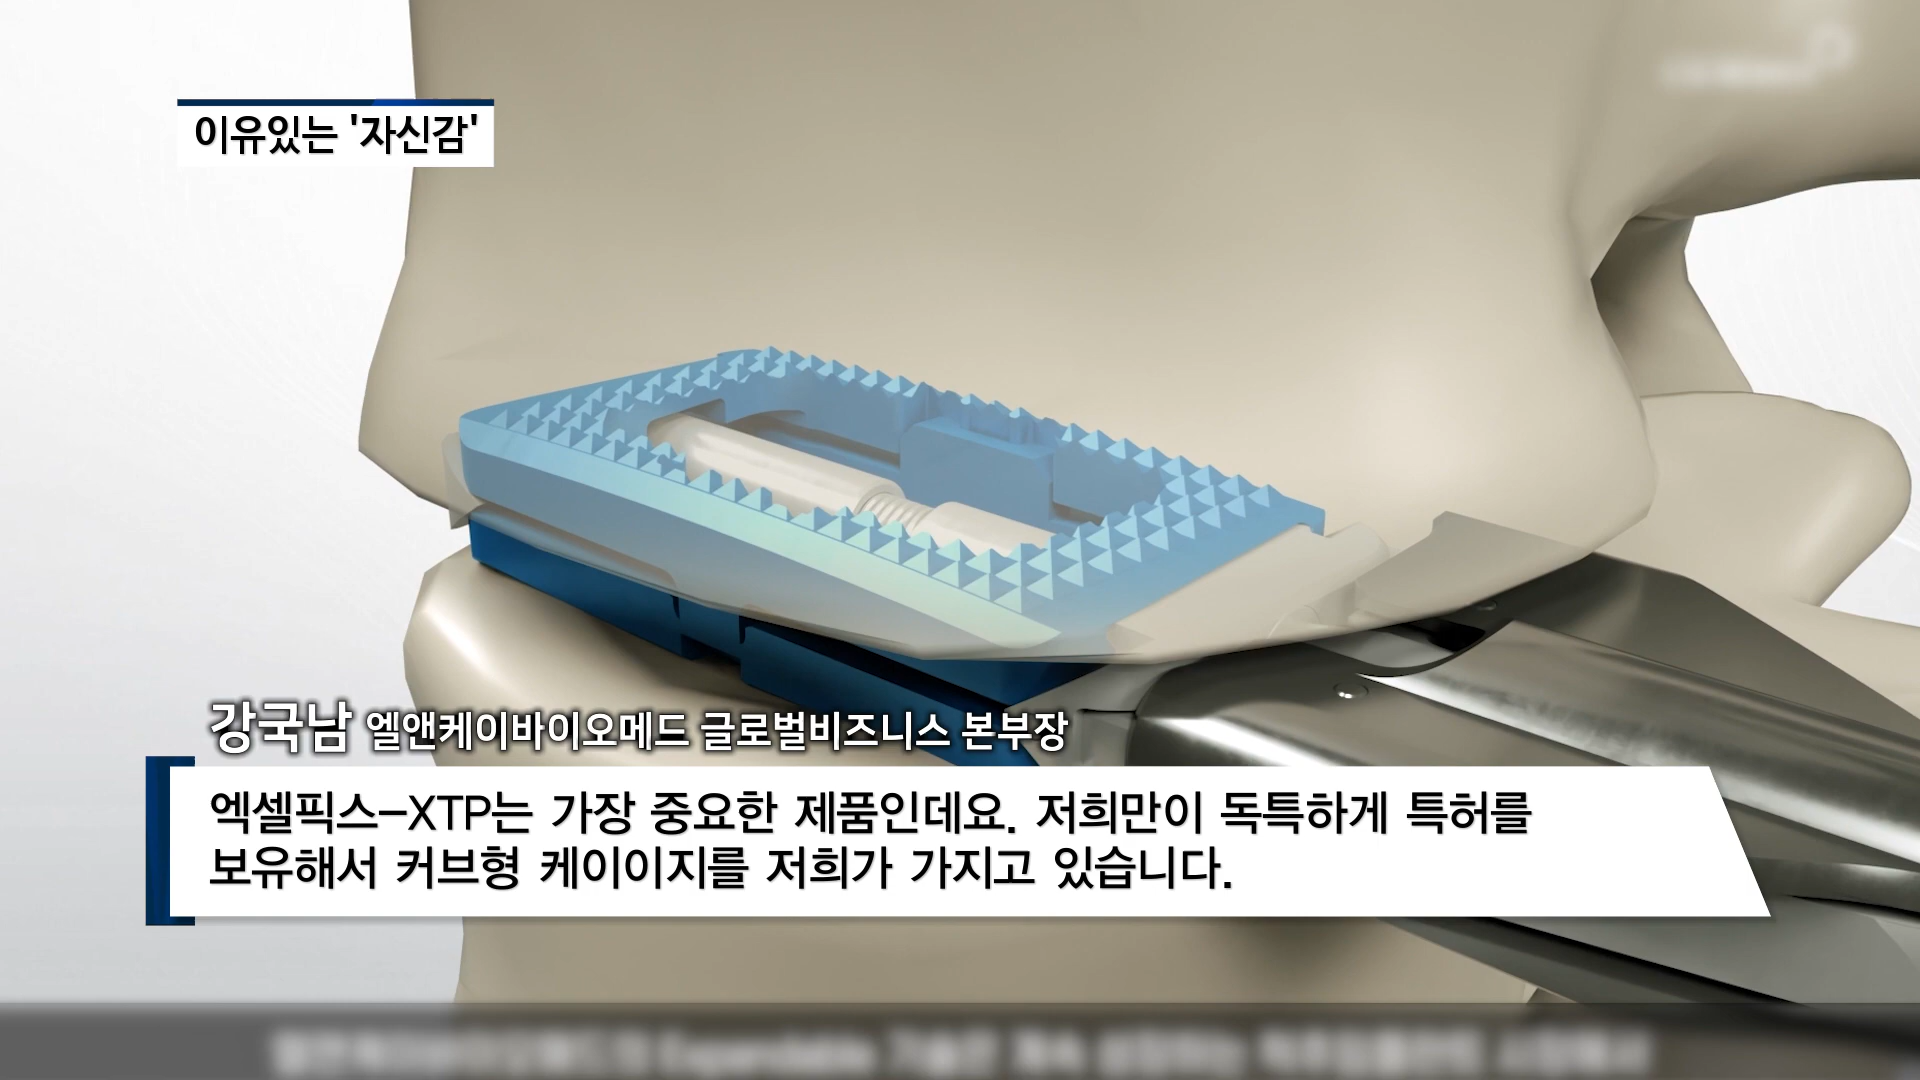 이유있는 '자신감'
강국남 엘앤케이바이오메드 글로벌비즈니스 본부장
엑셀픽스-XTP는 가장 중요한 제품인데요. 저희만이 독특하게 특허를
보유해서 커브형 케이이지를 저희가 가지고 있습니다.